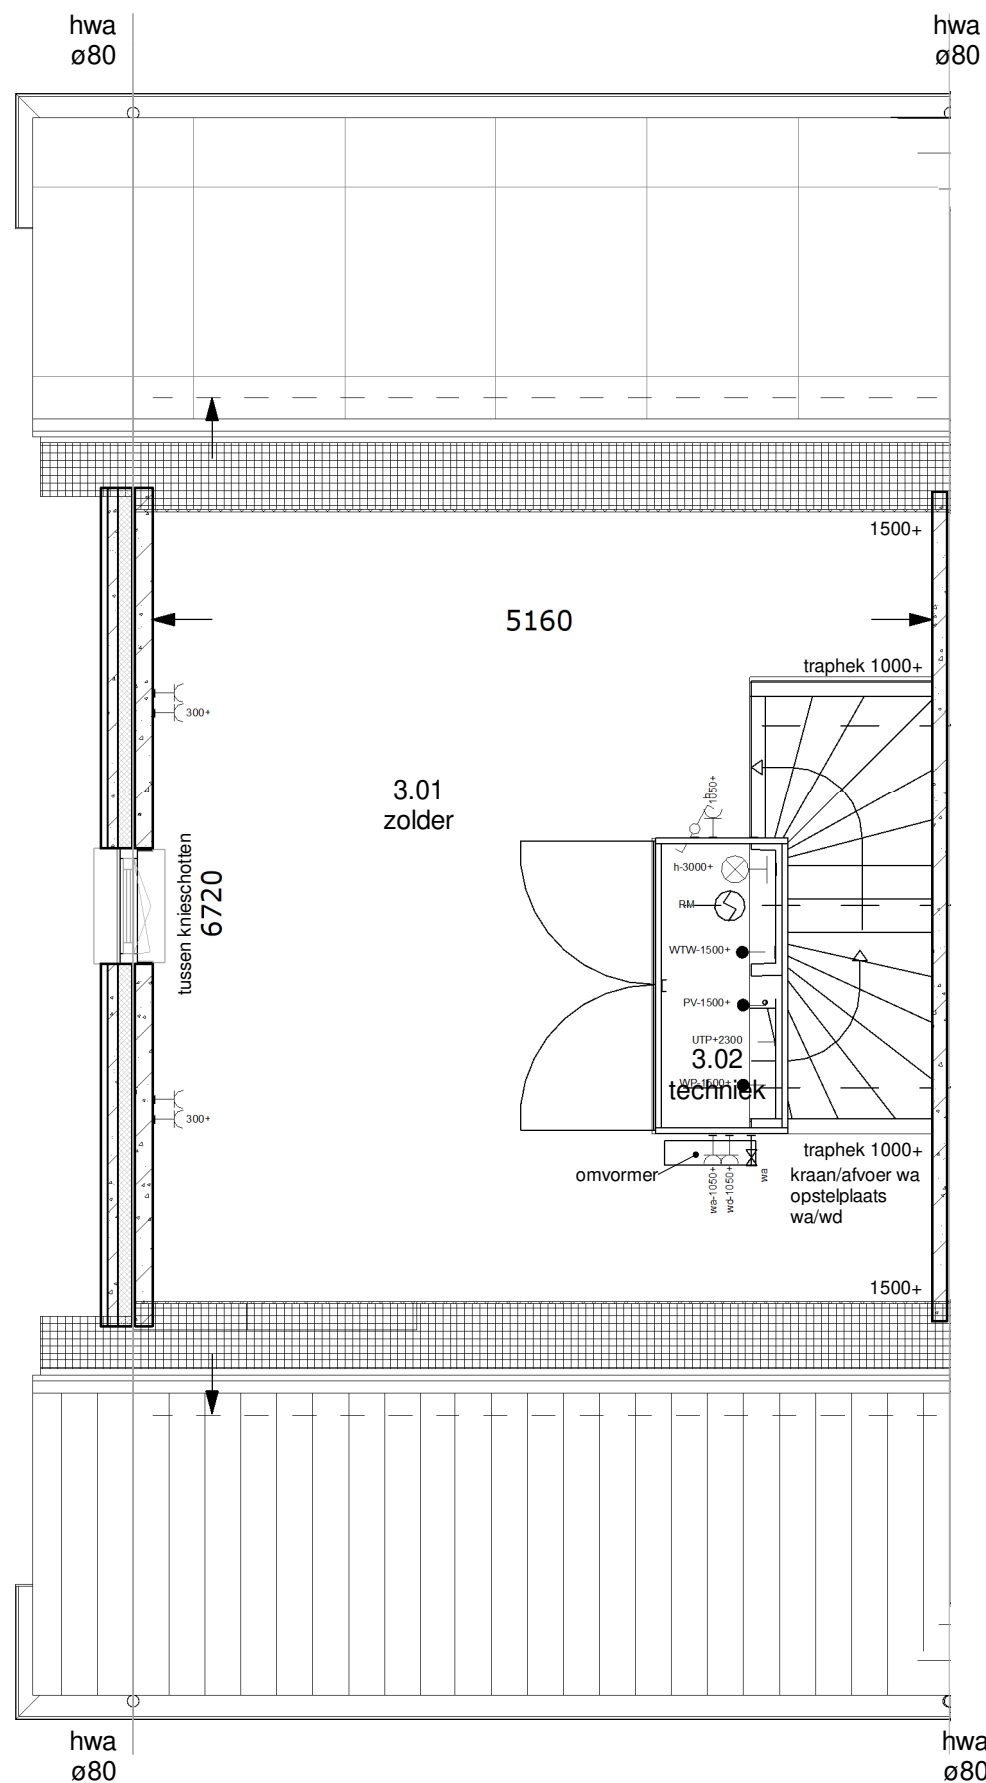 hwa
ø80
hwa
ø80
1500+
5160
traphek 1000+
300+
3.01
zolder
1050+
h-3000+
RM
tussen knieschotten
6720
WTW-1500+
PV-1500+
UTP+2300
3.02
WP-1500+
techniek
300+
traphek 1000+
omvormer
wa-1050+
wd-1050+
wa
kraan/afvoer wa
opstelplaats
wa/wd
1500+
hwa
ø80
hwa
ø80